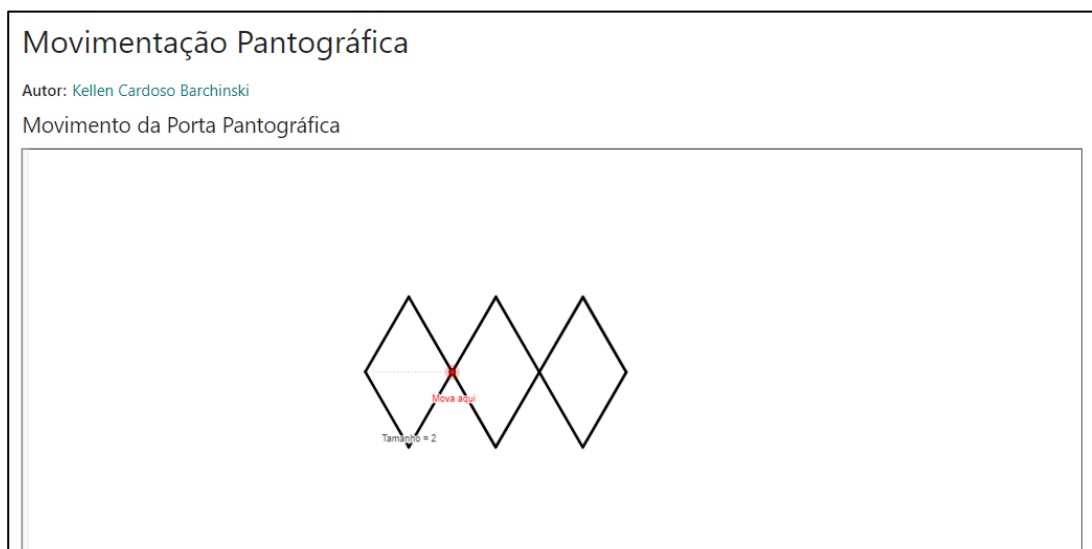 Movimentação Pantográfica
Autor: Kellen Cardoso Barchinski
Movimento da Porta Pantográfica
Mova aqui
Tamanho = 2